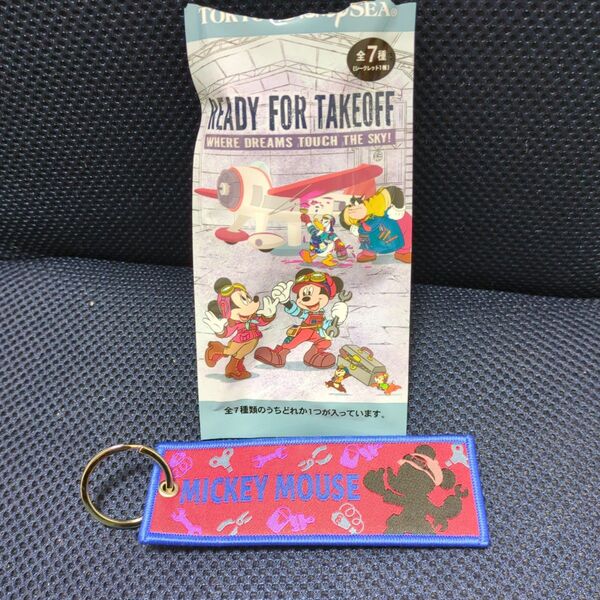 TOKYO Disney SEA®
全7種
(シークレット1種)
READY FOR TAKEOFF
WHERE DREAMS TOUCH THE SKY!
全7種類のうちどれか1つが入っています。
MICKEY MOUSE